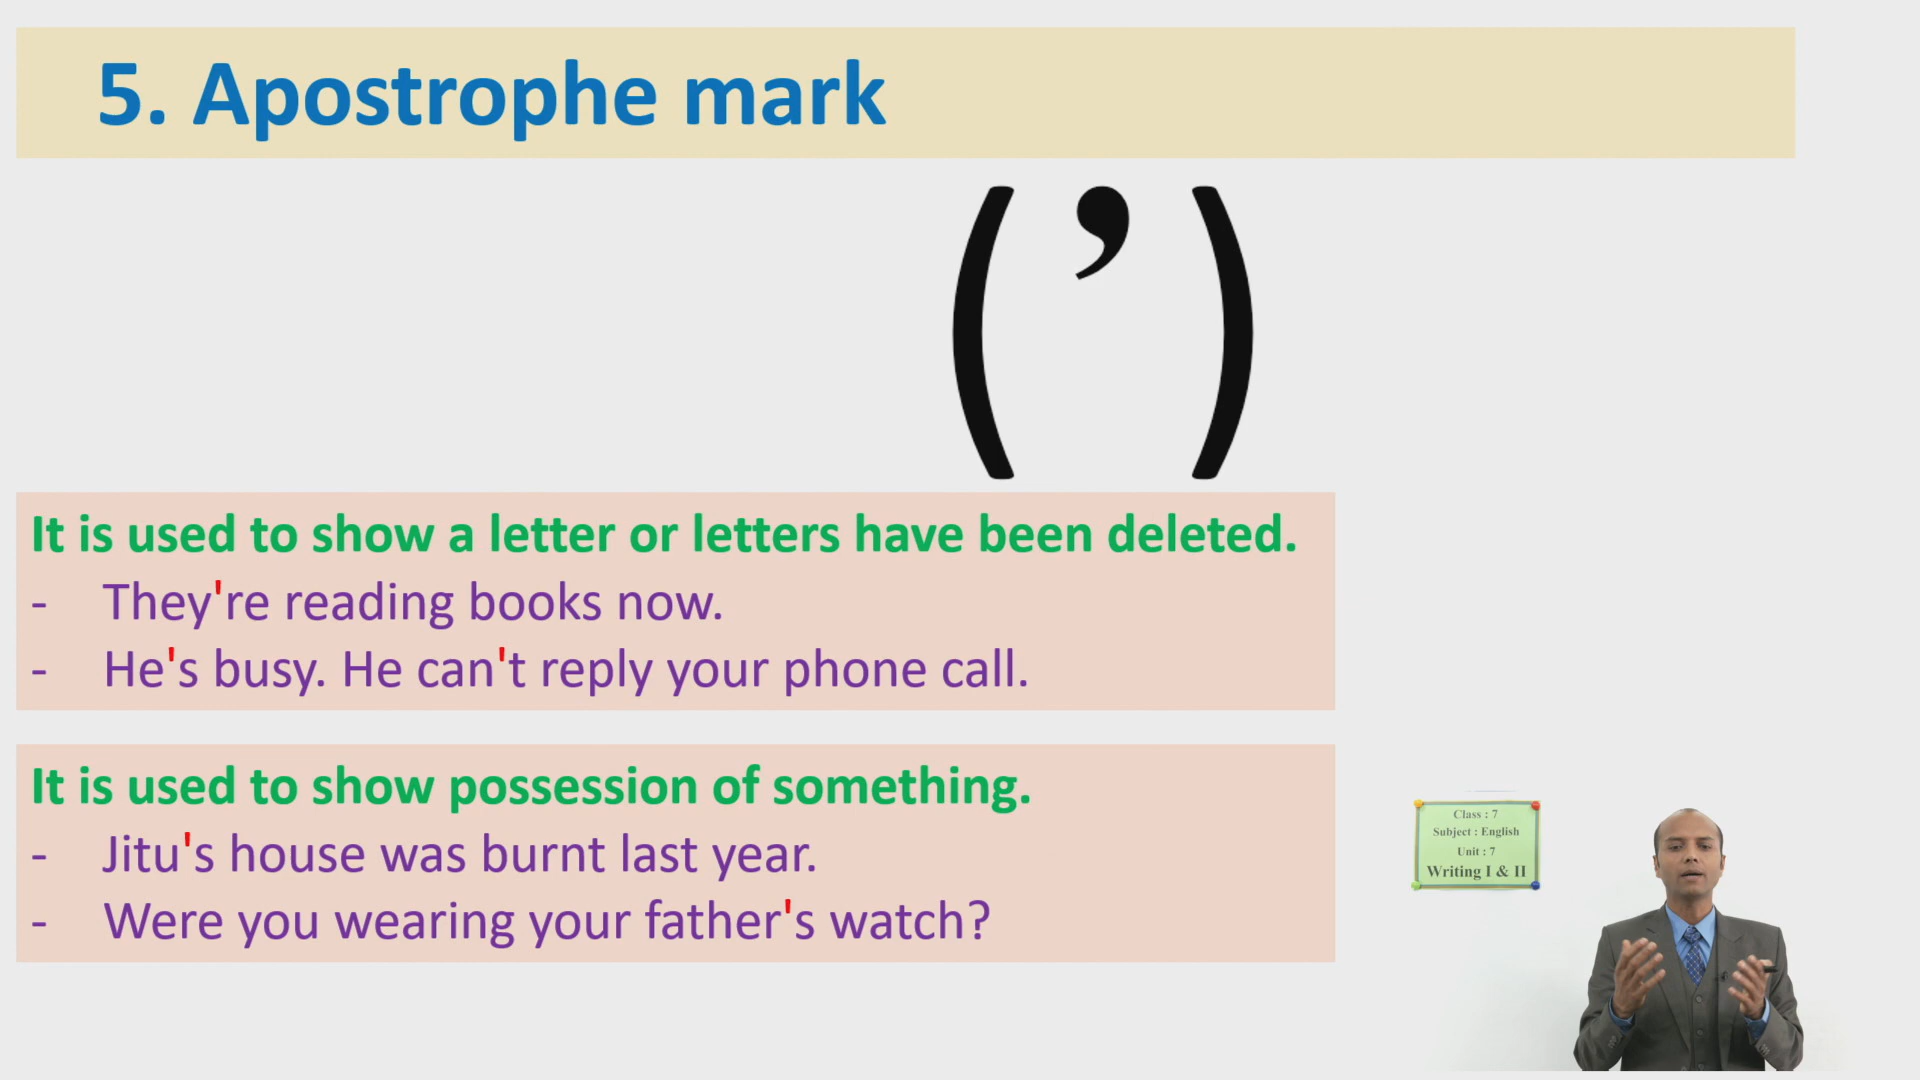 5. Apostrophe mark
(’)
It is used to show a letter or letters have been deleted.
- They're reading books now.
- He's busy. He can't reply your phone call.
It is used to show possession of something.
- Jitu's house was burnt last year.
- Were you wearing your father's watch?
Class : 7
Subject : English
Unit : 7
Writing I & II